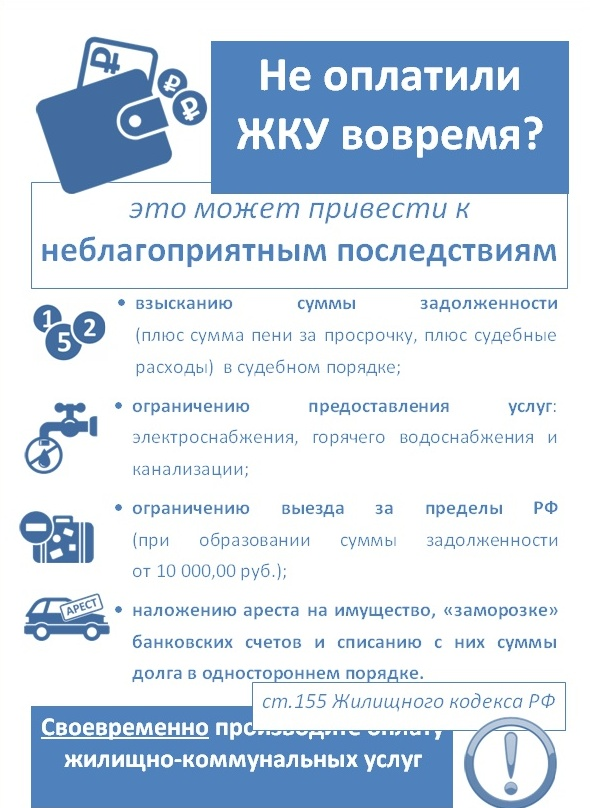 Не оплатили
ЖКУ вовремя?
это может привести к
неблагоприятным последствиям
1
5
2
• взысканию суммы задолженности
(плюс сумма пени за просрочку, плюс судебные
расходы) в судебном порядке;
• ограничению предоставления услуг:
электроснабжения, горячего водоснабжения и
канализации;
• ограничению выезда за пределы РФ
(при образовании суммы задолженности
от 10 000,00 руб.);
АРЕСТ
• наложению ареста на имущество, «заморозке»
банковских счетов и списанию с них суммы
долга в одностороннем порядке.
ст.155 Жилищного кодекса РФ
Своевременно производите оплату
жилищно-коммунальных услуг